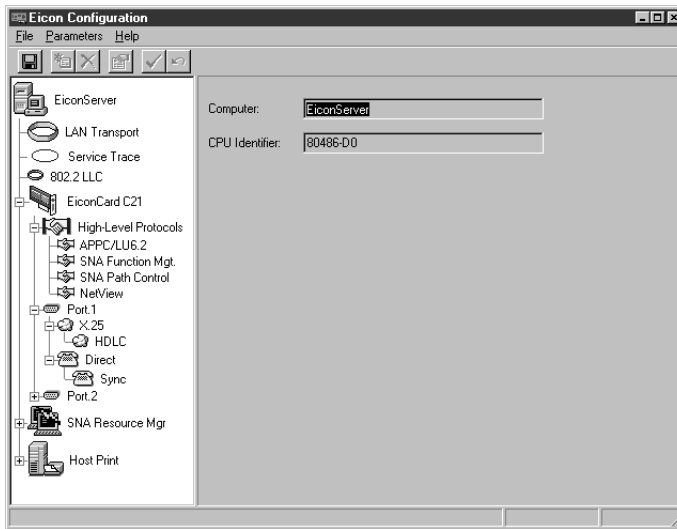 Eicon Configuration
File Parameters Help
EiconServer
LAN Transport
Service Trace
802.2 LLC
EiconCard C21
High-Level Protocols
APPC/LU6.2
SNA Function Mgt.
SNA Path Control
NetView
Port.1
X.25
HDLC
Direct
Sync
Port.2
SNA Resource Mgr
Host Print
Computer: EiconServer
CPU Identifier: 80486-D0